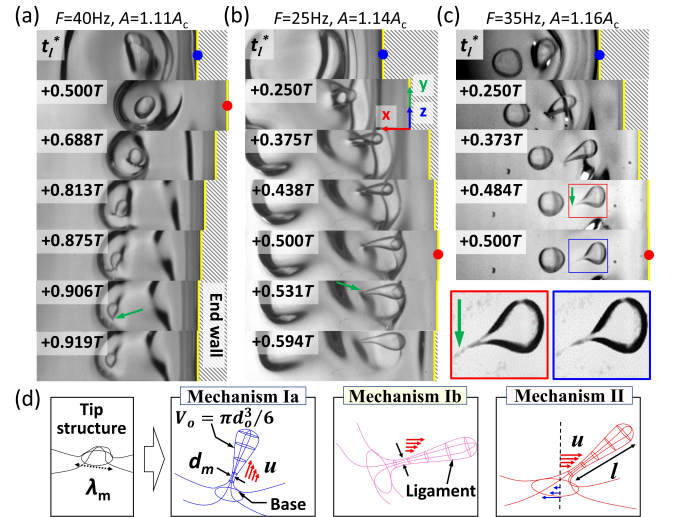 (a) F=40Hz, A=1.11A_c
t_l^*
+0.500T
+0.688T
+0.813T
+0.875T
+0.906T
+0.919T
End wall
(b) F=25Hz, A=1.14A_c
t_l^*
+0.250T
y
x
z
+0.375T
+0.438T
+0.500T
+0.531T
+0.594T
(c) F=35Hz, A=1.16A_c
t_l^*
+0.250T
+0.373T
+0.484T
+0.500T
(d)
Tip
structure
λ_m
Mechanism Ia
V_o = πd_o^3/6
d_m
u
Base
Mechanism Ib
Ligament
Mechanism II
u
l